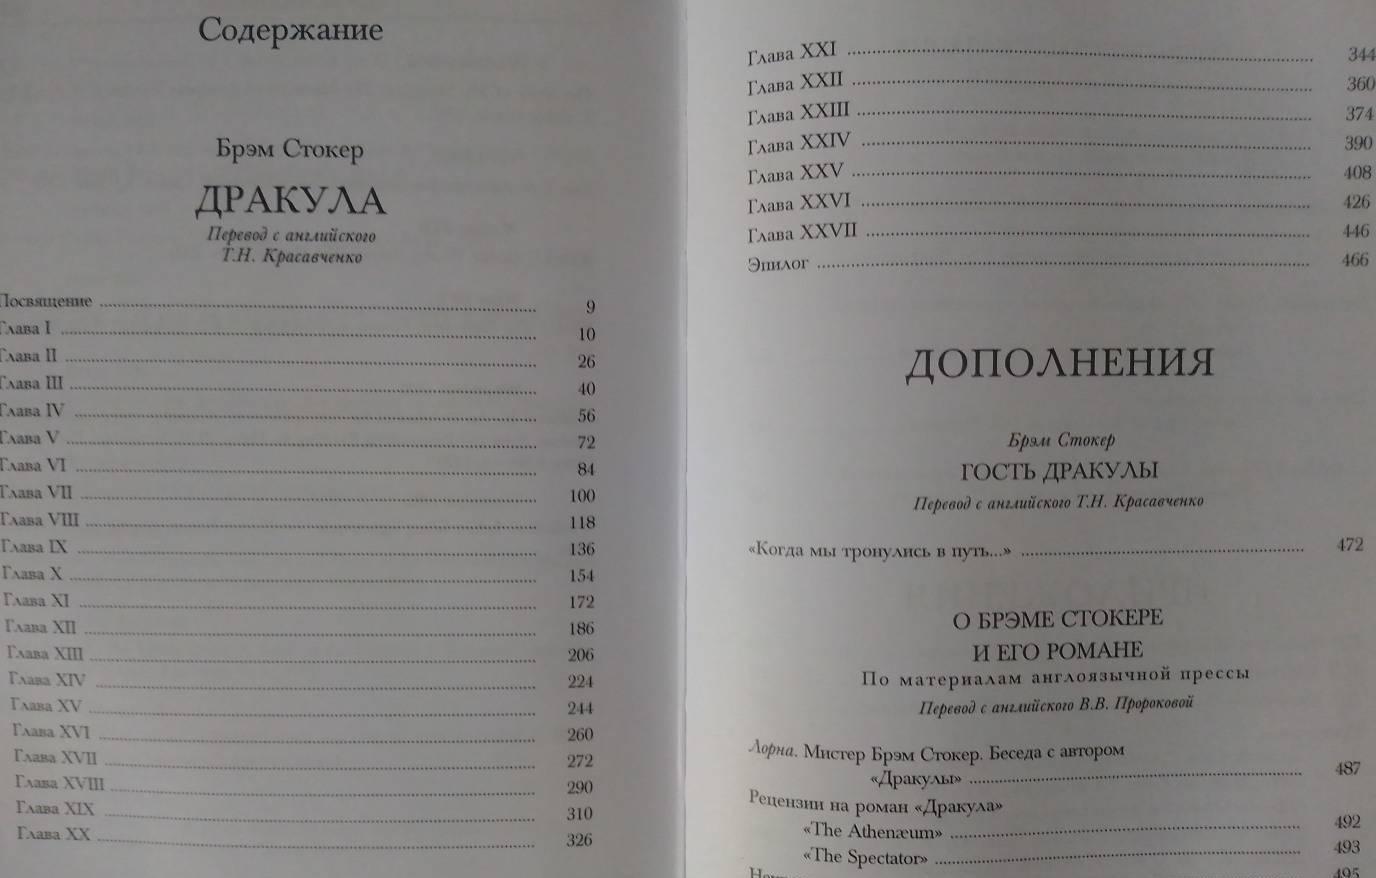 Содержание
Брэм Стокер
ДРАКУЛА
Перевод с английского
Т.Н. Красавченко
Посвящение 9
Глава I 10
Глава II 26
Глава III 40
Глава IV 56
Глава V 72
Глава VI 84
Глава VII 100
Глава VIII 118
Глава IX 136
Глава X 154
Глава XI 172
Глава XII 186
Глава XIII 206
Глава XIV 224
Глава XV 244
Глава XVI 260
Глава XVII 272
Глава XVIII 290
Глава XIX 310
Глава XX 326
Глава XXI 344
Глава XXII 360
Глава XXIII 374
Глава XXIV 390
Глава XXV 408
Глава XXVI 426
Глава XXVII 446
Эпилог 466
ДОПОЛНЕНИЯ
Брэм Стокер
ГОСТЬ ДРАКУЛЫ
Перевод с английского Т.Н. Красавченко
«Когда мы тронулись в путь...» 472
О БРЭМЕ СТОКЕРЕ
И ЕГО РОМАНЕ
По материалам англоязычной прессы
Перевод с английского В.В. Пророковой
Лорна. Мистер Брэм Стокер. Беседа с автором
«Дракулы» 487
Рецензии на роман «Дракула»
«The Athenæum» 492
«The Spectator» 493
495